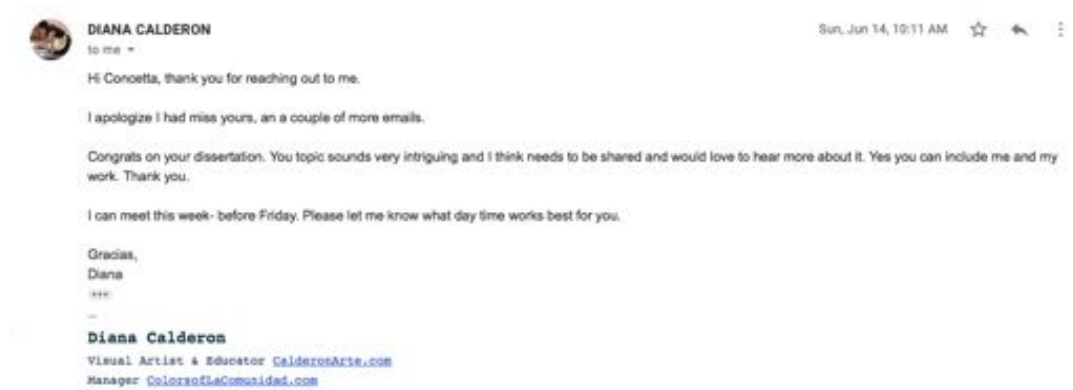 DIANA CALDERON
Sun, Jun 14, 10:11 AM
to me
Hi Concetta, thank you for reaching out to me.
I apologize I had miss yours, an a couple of more emails.
Congrats on your dissertation. You topic sounds very intriguing and I think needs to be shared and would love to hear more about it. Yes you can include me and my
work. Thank you.
I can meet this week- before Friday. Please let me know what day time works best for you.
Gracias,
Diana
•••
--
Diana Calderon
Visual Artist & Educator CalderonArte.com
Manager ColorsofLaComunidad.com